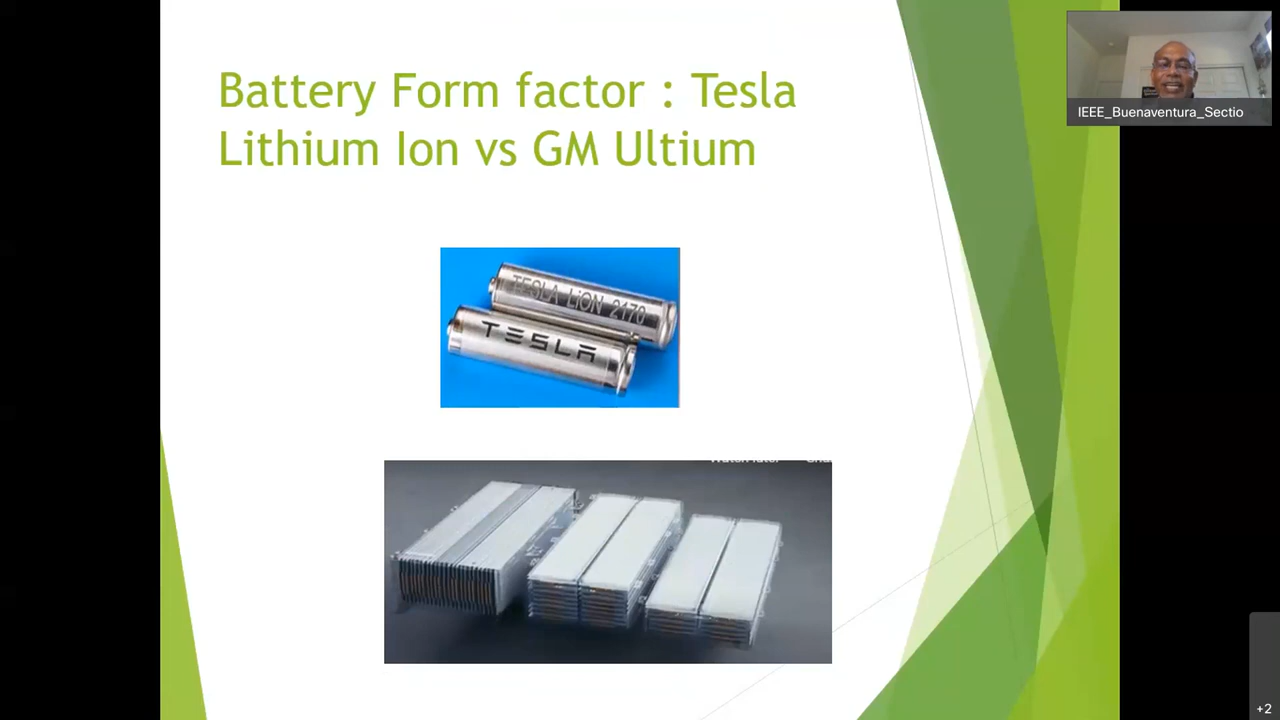 Battery Form factor : Tesla
Lithium Ion vs GM Ultium
IEEE_Buenaventura_Sectio
TESLA LiON 2170
TESLA
+2